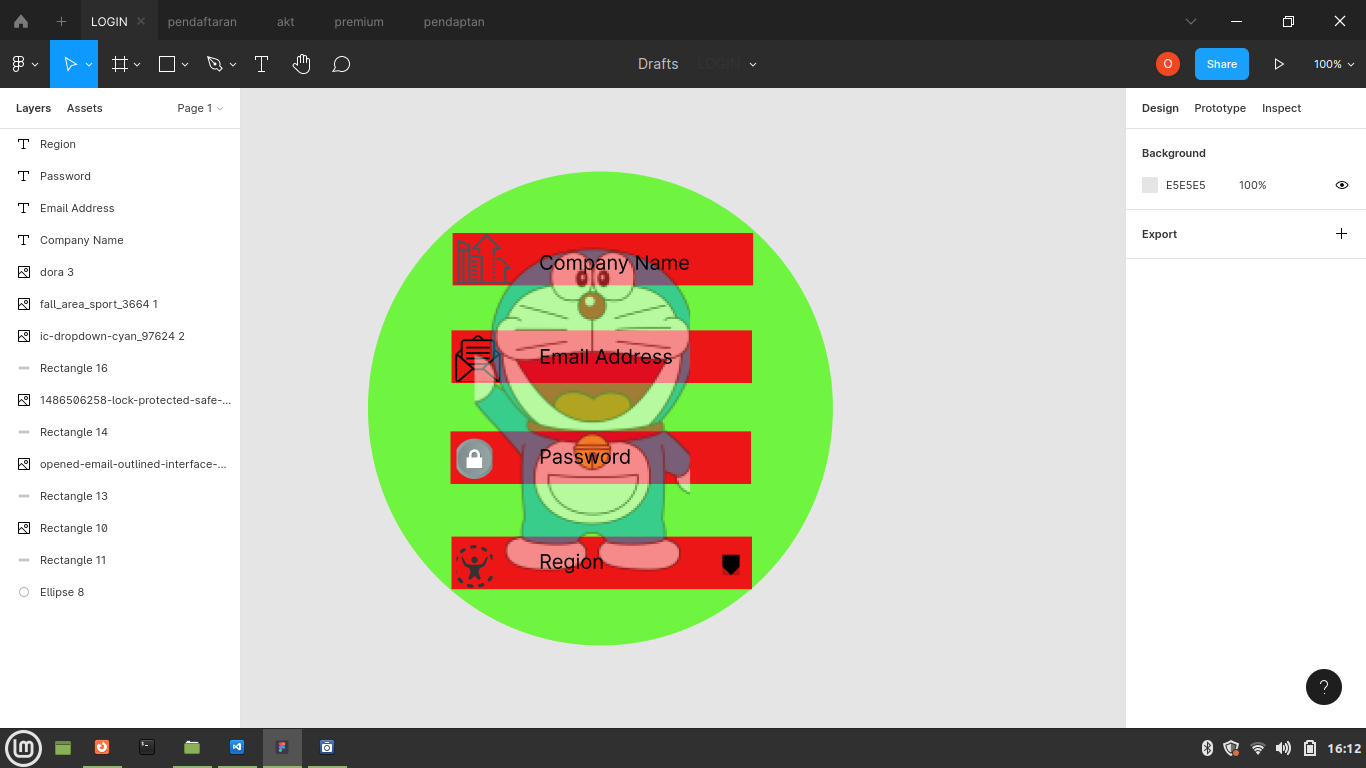 LOGIN
pendaftaran
akt
premium
pendaptan
Drafts
LOGIN
O
Share
100%
Layers
Assets
Page 1
Design
Prototype
Inspect
Region
Password
Email Address
Company Name
dora 3
fall_area_sport_3664 1
ic-dropdown-cyan_97624 2
Rectangle 16
1486506258-lock-protected-safe-...
Rectangle 14
opened-email-outlined-interface-...
Rectangle 13
Rectangle 10
Rectangle 11
Ellipse 8
Company Name
Email Address
Password
Region
Background
E5E5E5
100%
Export
?
16:12